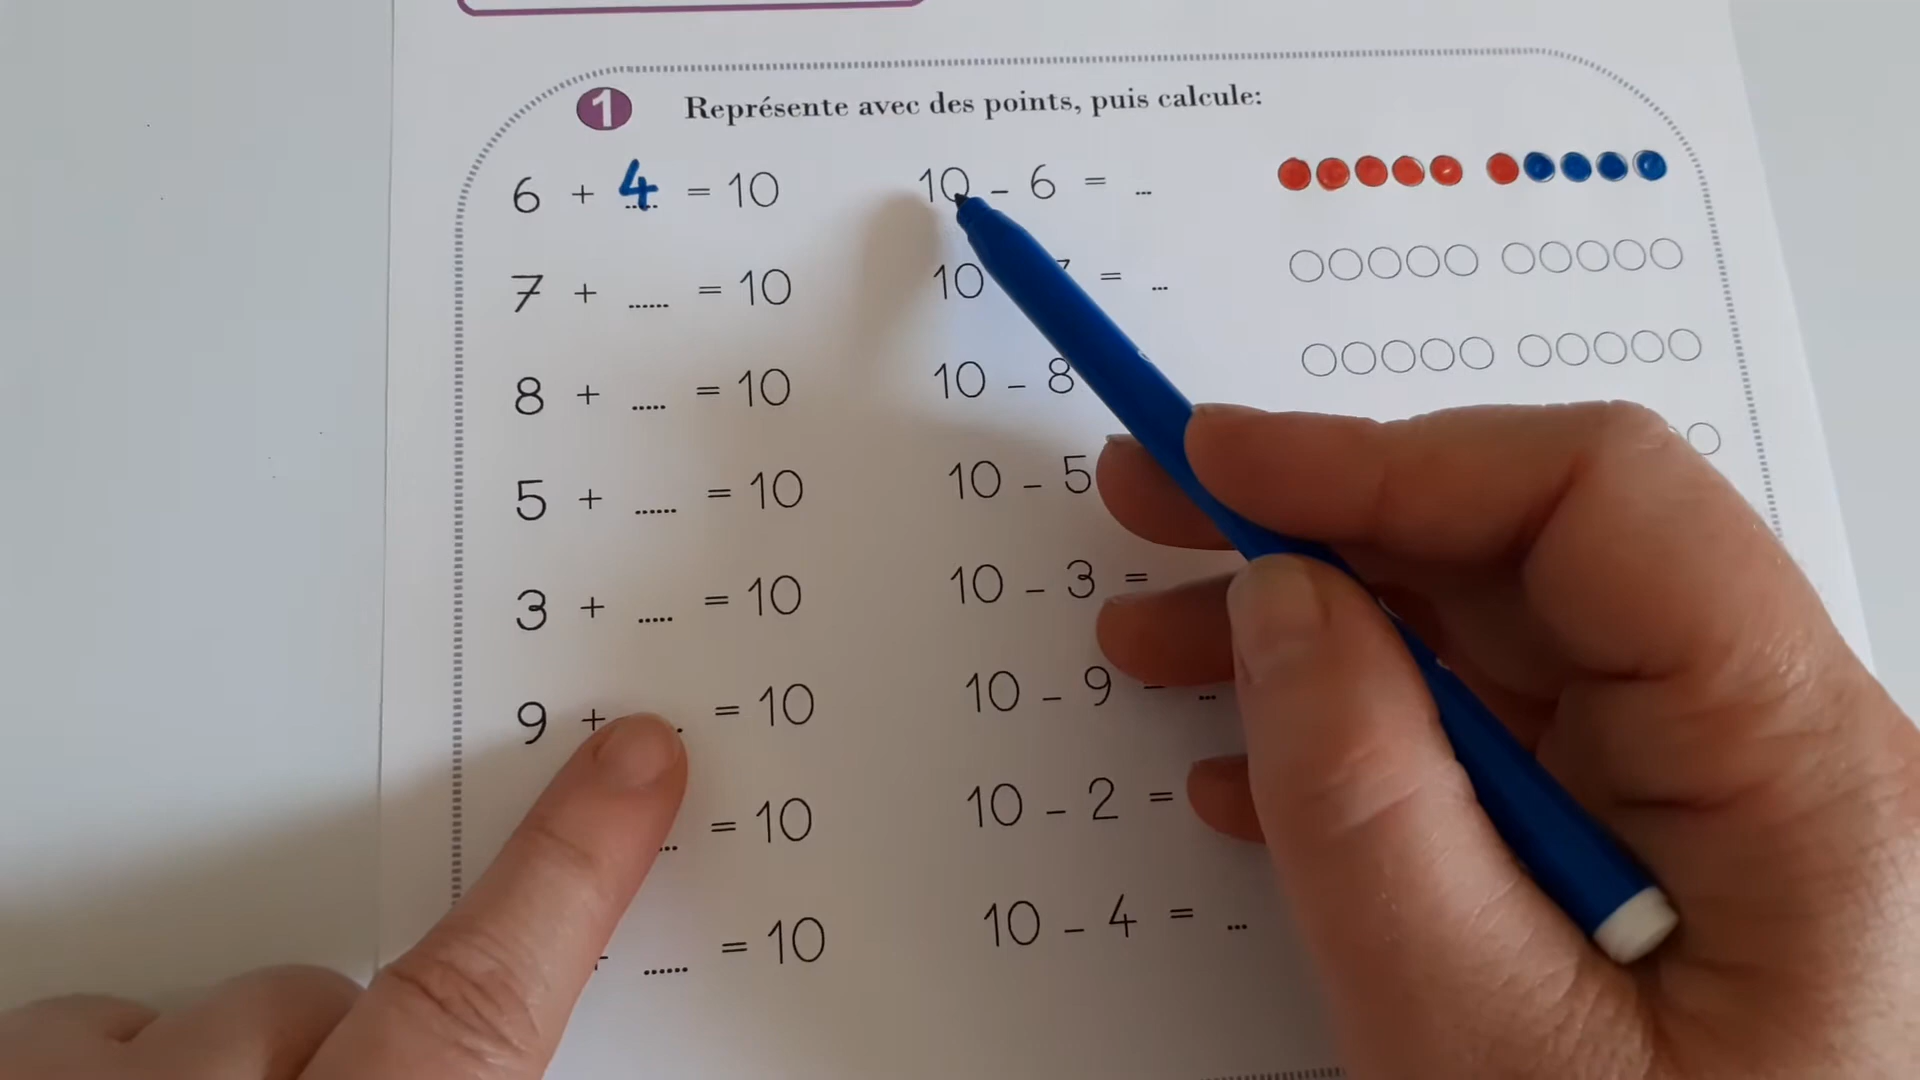 1 Représente avec des points, puis calcule:
6 + 4 = 10 10 - 6 = ...
7 + ...... = 10 10 = ...
8 + ..... = 10 10 - 8
5 + ...... = 10 10 - 5
3 + ..... = 10 10 - 3 =
9 + = 10 10 - 9 = ...
... = 10 10 - 2 =
+ ...... = 10 10 - 4 = ...